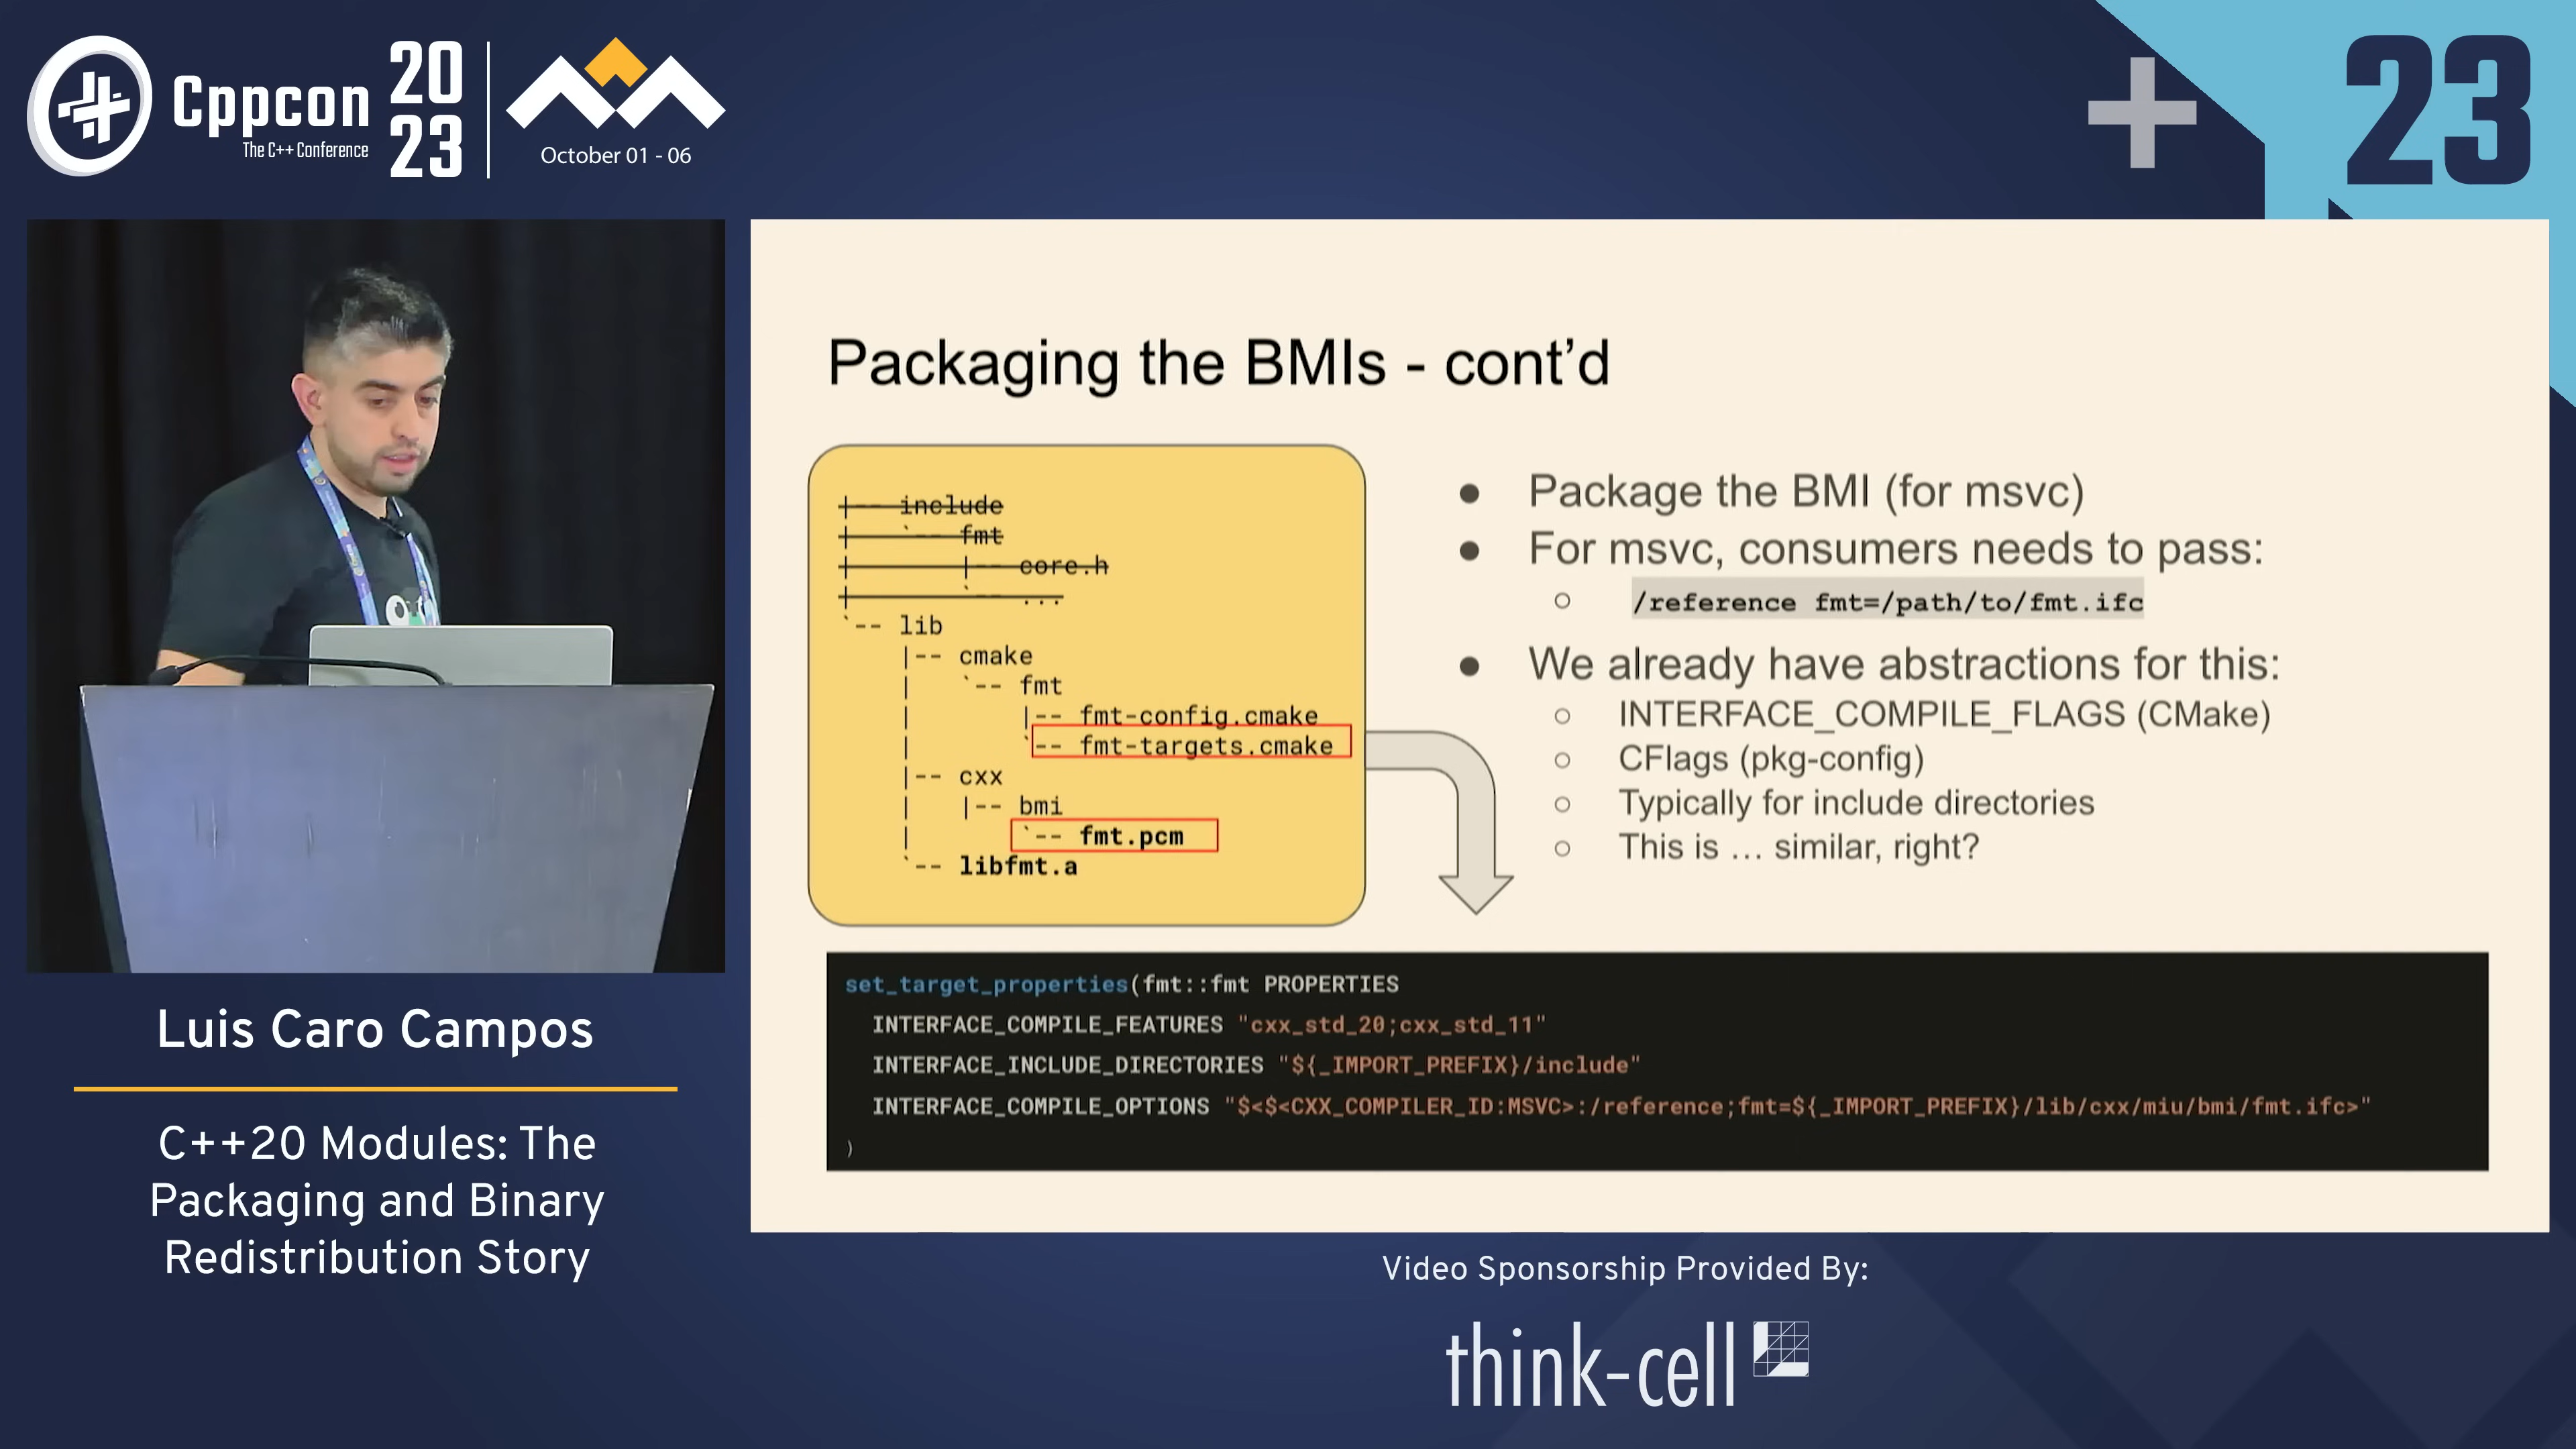 Cppcon
The C++ Conference
20
23
October 01 - 06
23
Packaging the BMIs - cont’d
|-- include
|   `-- fmt
|       |-- core.h
|       `-- ...
`-- lib
    |-- cmake
    |   `-- fmt
    |       |-- fmt-config.cmake
    |       `-- fmt-targets.cmake
    |-- cxx
    |   |-- bmi
    |       `-- fmt.pcm
    `-- libfmt.a
● Package the BMI (for msvc)
● For msvc, consumers needs to pass:
○ /reference fmt=/path/to/fmt.ifc
● We already have abstractions for this:
○ INTERFACE_COMPILE_FLAGS (CMake)
○ CFlags (pkg-config)
○ Typically for include directories
○ This is … similar, right?
set_target_properties(fmt::fmt PROPERTIES
  INTERFACE_COMPILE_FEATURES "cxx_std_20;cxx_std_11"
  INTERFACE_INCLUDE_DIRECTORIES "${_IMPORT_PREFIX}/include"
  INTERFACE_COMPILE_OPTIONS "$<$<CXX_COMPILER_ID:MSVC>:/reference;fmt=${_IMPORT_PREFIX}/lib/cxx/miu/bmi/fmt.ifc>"
)
Luis Caro Campos
C++20 Modules: The
Packaging and Binary
Redistribution Story
Video Sponsorship Provided By:
think-cell